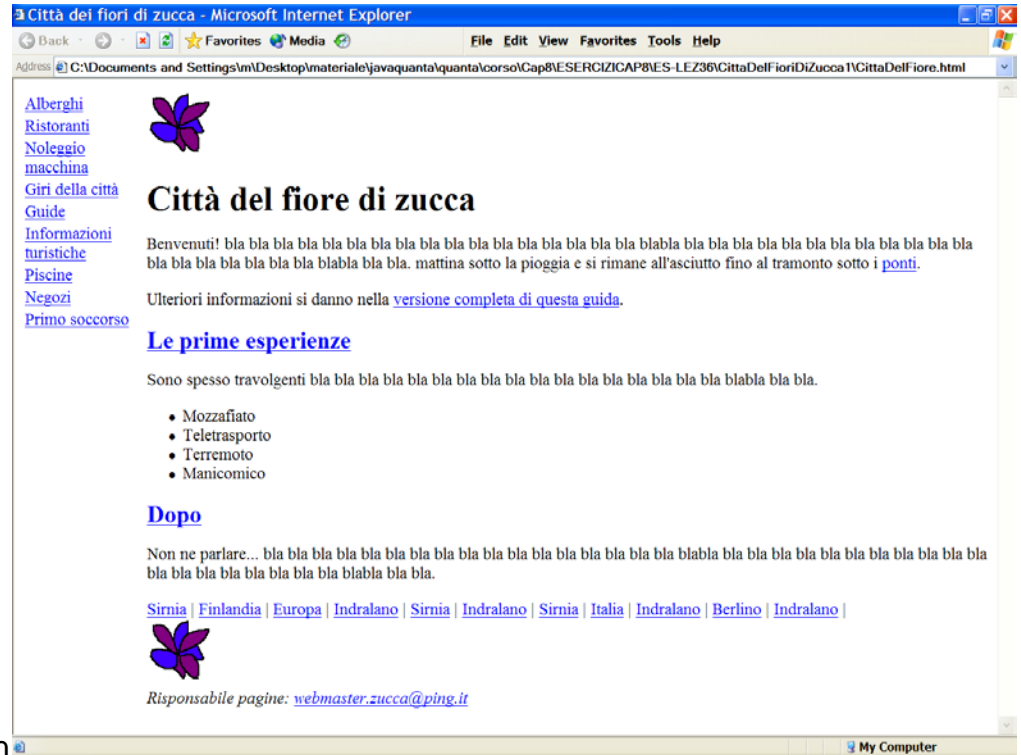 Città dei fiori di zucca - Microsoft Internet Explorer
Back Favorites Media File Edit View Favorites Tools Help
Address C:\Documents and Settings\m\Desktop\materiale\javaquanta\quanta\corso\Cap8\ESERCIZICAP8\ES-LEZ36\CittaDelFioriDiZucca1\CittaDelFiore.html
Alberghi
Ristoranti
Noleggio
macchina
Giri della città
Guide
Informazioni
turistiche
Piscine
Negozi
Primo soccorso
Città del fiore di zucca
Benvenuti! bla bla bla bla bla bla bla bla bla bla bla bla bla bla bla bla bla bla blabla bla bla bla bla bla bla bla bla bla bla bla bla
bla bla bla bla bla bla bla blabla bla bla. mattina sotto la pioggia e si rimane all'asciutto fino al tramonto sotto i ponti.
Ulteriori informazioni si danno nella versione completa di questa guida.
Le prime esperienze
Sono spesso travolgenti bla bla bla bla bla bla bla bla bla bla bla bla bla bla bla bla bla bla blabla bla bla.
• Mozzafiato
• Teletrasporto
• Terremoto
• Manicomico
Dopo
Non ne parlare... bla bla bla bla bla bla bla bla bla bla bla bla bla bla bla bla bla blabla bla bla bla bla bla bla bla bla bla bla bla bla
bla bla bla bla bla bla bla bla blabla bla bla.
Sirnia | Finlandia | Europa | Indralano | Sirnia | Indralano | Sirnia | Italia | Indralano | Berlino | Indralano |
Risponsabile pagine: webmaster.zucca@ping.it
My Computer